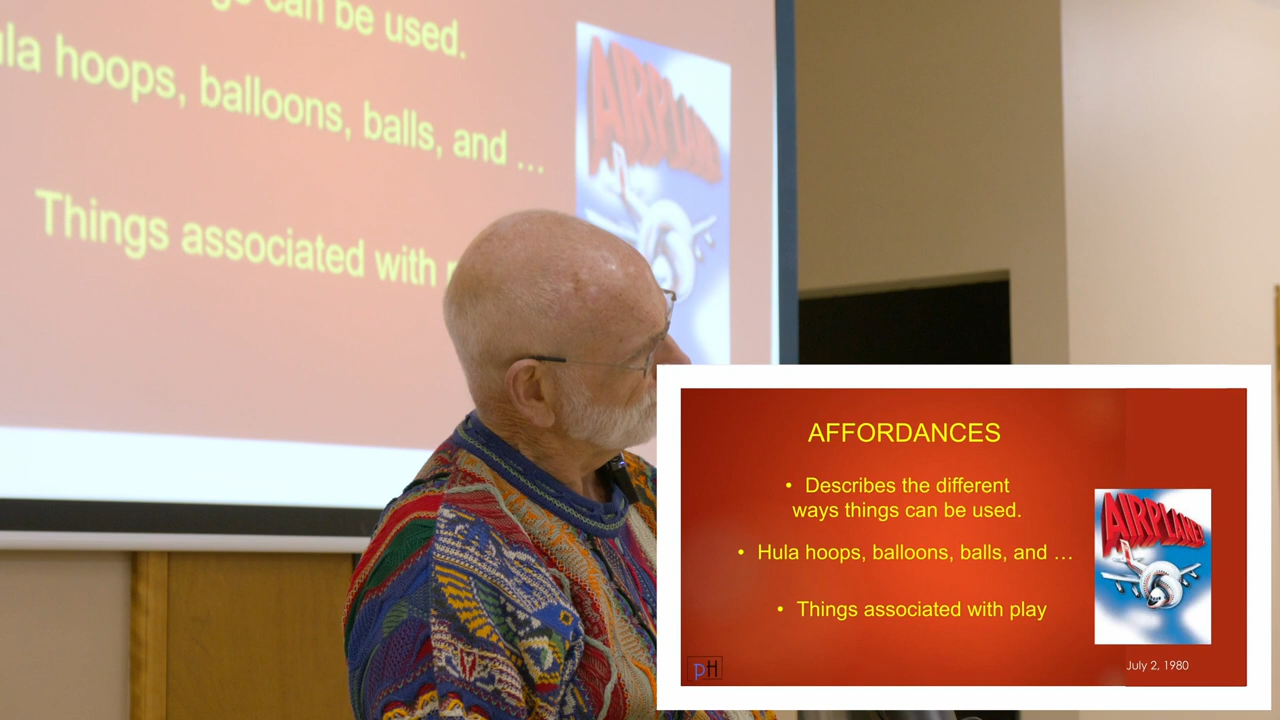 can be used.
hoops, balloons, balls, and ...
Things associated with
AIRPLANE
AFFORDANCES
• Describes the different
ways things can be used.
• Hula hoops, balloons, balls, and ...
• Things associated with play
AIRPLANE!
July 2, 1980
pH